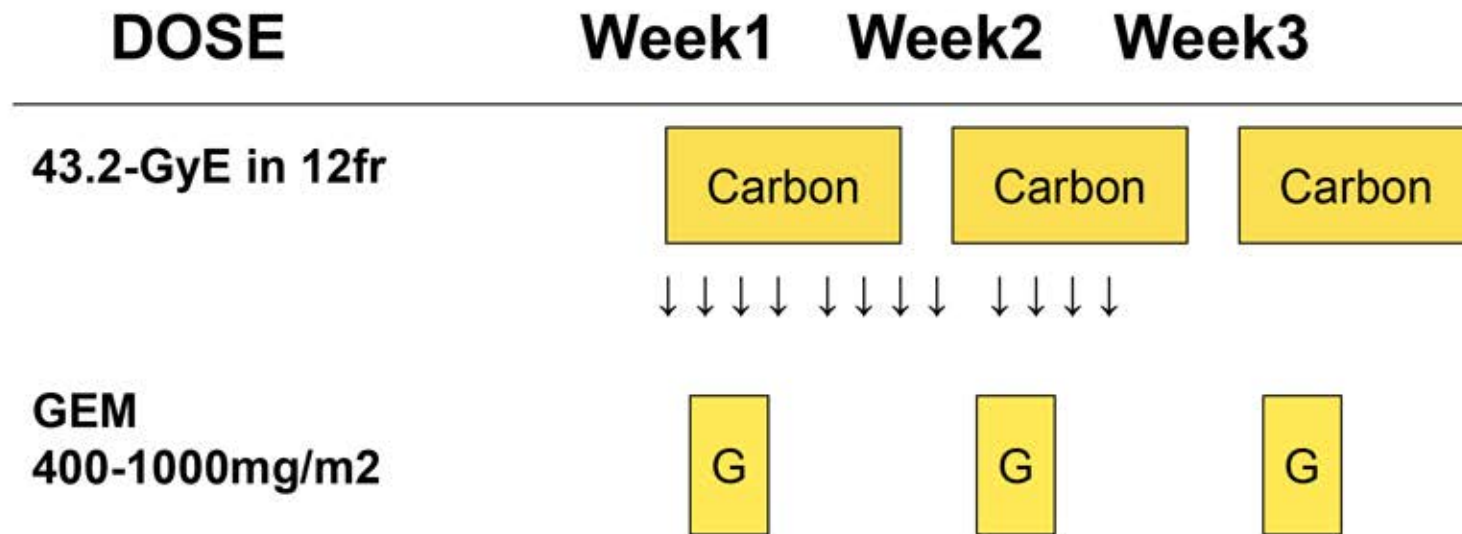 DOSE Week1 Week2 Week3
43.2-GyE in 12fr Carbon Carbon Carbon
↓ ↓ ↓ ↓ ↓ ↓ ↓ ↓ ↓ ↓ ↓ ↓
GEM
400-1000mg/m2 G G G